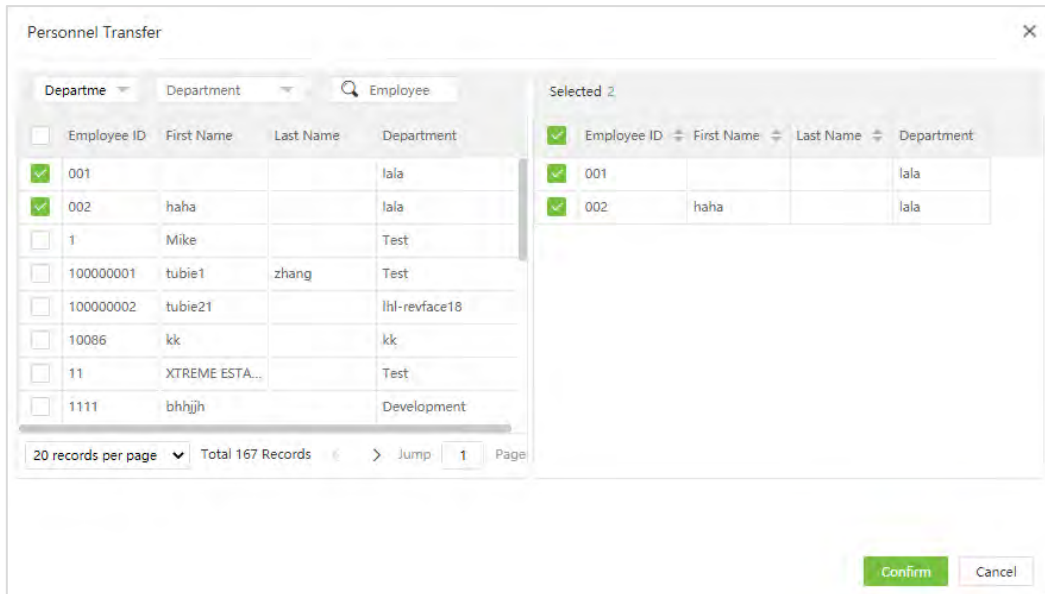 Personnel Transfer
Departme Department Employee
Employee ID First Name Last Name Department
001 lala
002 haha lala
1 Mike Test
100000001 tubie1 zhang Test
100000002 tubie21 lhl-revface18
10086 kk kk
11 XTREME ESTA... Test
1111 bhhjjh Development
20 records per page Total 167 Records < > Jump 1 Page
Selected 2
Employee ID First Name Last Name Department
001 lala
002 haha lala
Confirm Cancel